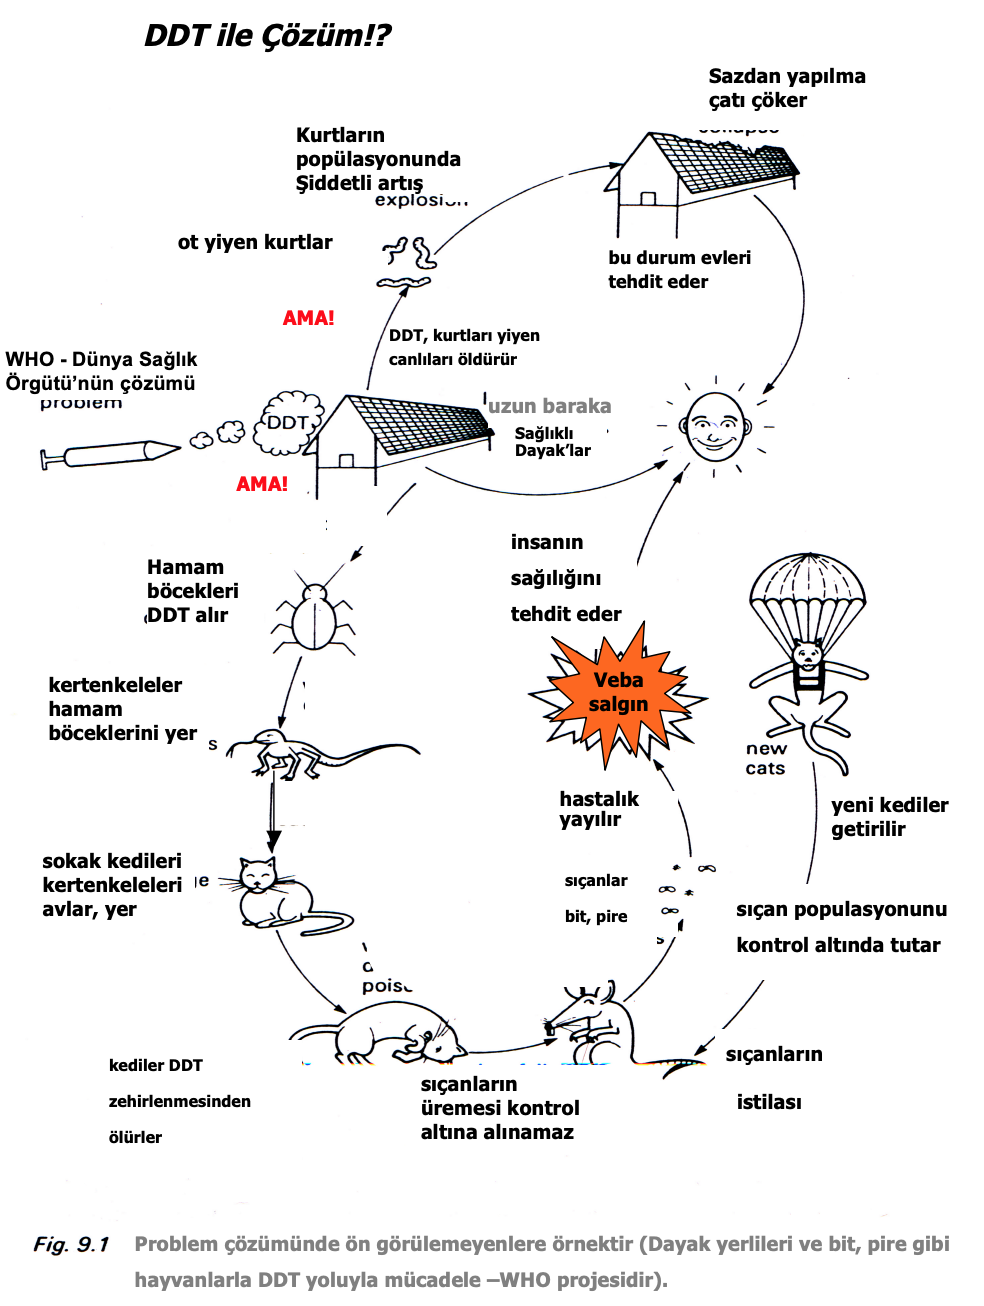 DDT ile Çözüm!?
Sazdan yapılma
çatı çöker
Kurtların
popülasyonunda
Şiddetli artış
explosion
ot yiyen kurtlar
bu durum evleri
tehdit eder
AMA!
DDT, kurtları yiyen
canlıları öldürür
WHO - Dünya Sağlık
Örgütü’nün çözümü
problem
DDT
uzun baraka
Sağlıklı
Dayak’lar
AMA!
insanın
sağılığını
tehdit eder
Hamam
böcekleri
DDT alır
Veba
salgın
kertenkeleler
hamam
böceklerini yer
s
new
cats
hastalık
yayılır
yeni kediler
getirilir
sokak kedileri
kertenkeleleri
avlar, yer
sıçanlar
bit, pire
sıçan populasyonunu
kontrol altında tutar
sıçanların
istilası
kediler DDT
zehirlenmesinden
ölürler
sıçanların
üremesi kontrol
altına alınamaz
Fig. 9.1 Problem çözümünde ön görülemeyenlere örnektir (Dayak yerlileri ve bit, pire gibi
hayvanlarla DDT yoluyla mücadele –WHO projesidir).